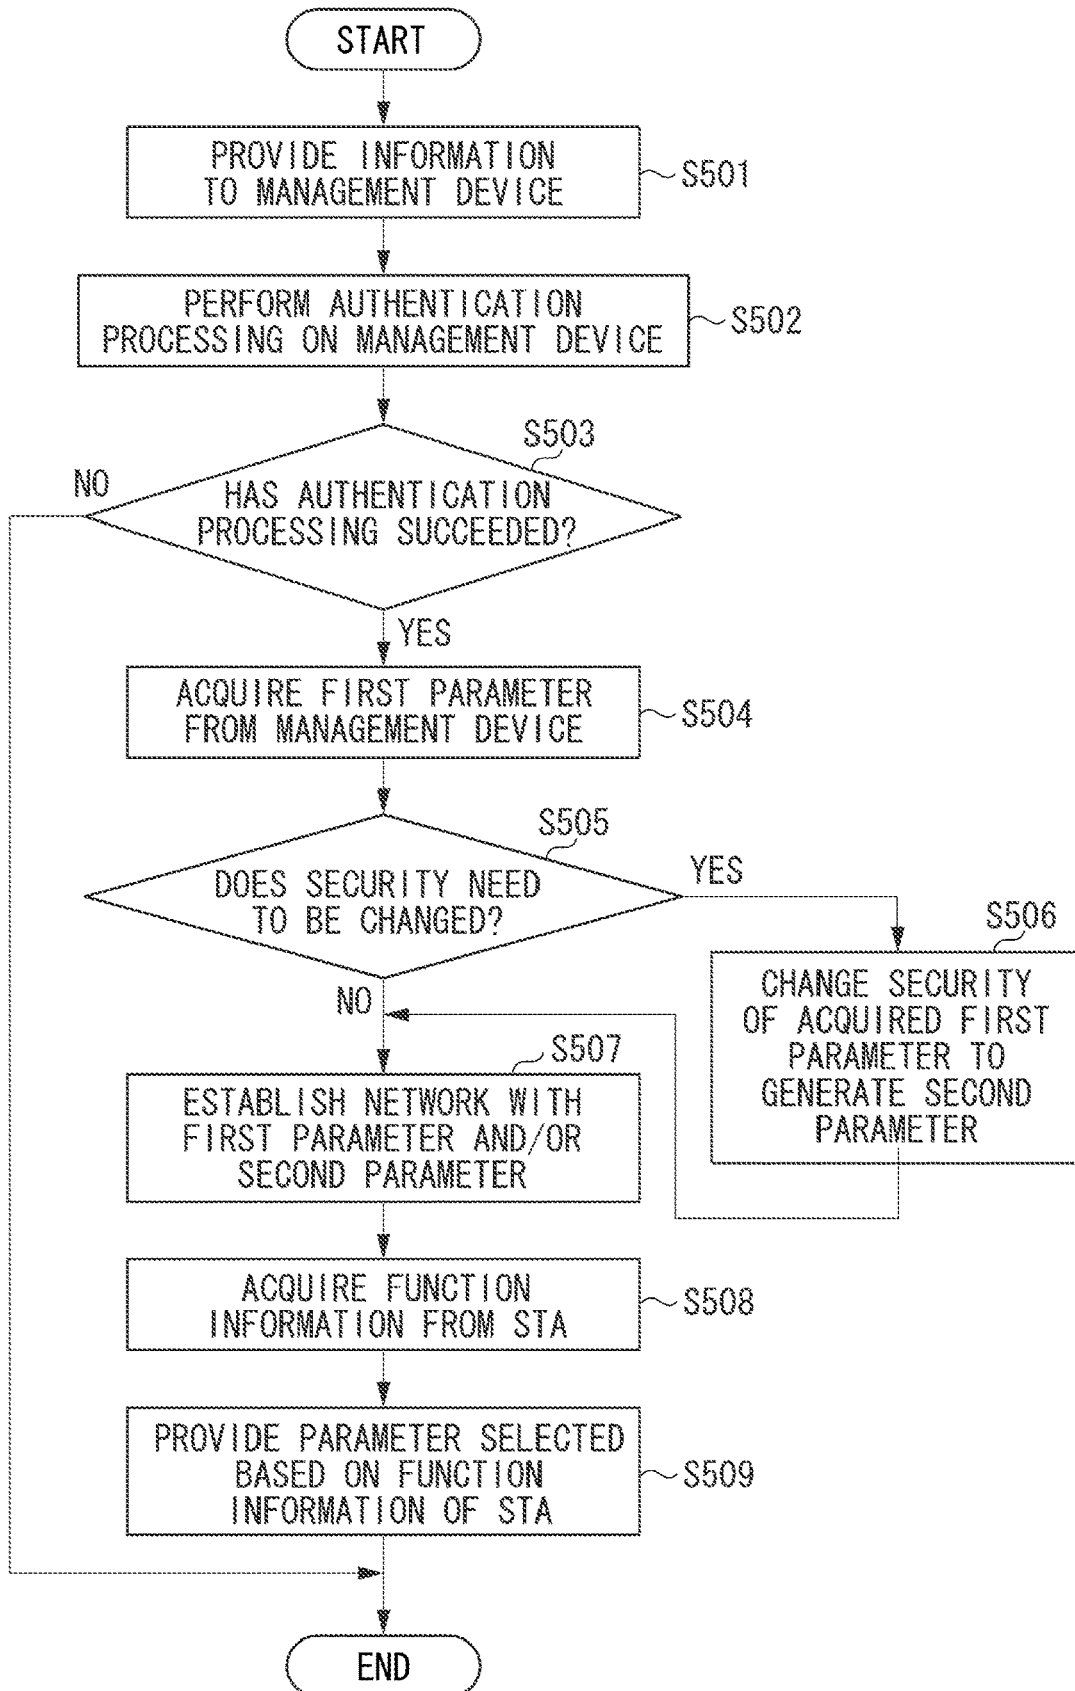 START
PROVIDE INFORMATION
TO MANAGEMENT DEVICE
S501
PERFORM AUTHENTICATION
PROCESSING ON MANAGEMENT DEVICE
S502
S503
NO
HAS AUTHENTICATION
PROCESSING SUCCEEDED?
YES
ACQUIRE FIRST PARAMETER
FROM MANAGEMENT DEVICE
S504
S505
DOES SECURITY NEED
TO BE CHANGED?
YES
S506
CHANGE SECURITY
OF ACQUIRED FIRST
PARAMETER TO
GENERATE SECOND
PARAMETER
NO
S507
ESTABLISH NETWORK WITH
FIRST PARAMETER AND/OR
SECOND PARAMETER
ACQUIRE FUNCTION
INFORMATION FROM STA
S508
PROVIDE PARAMETER SELECTED
BASED ON FUNCTION
INFORMATION OF STA
S509
END